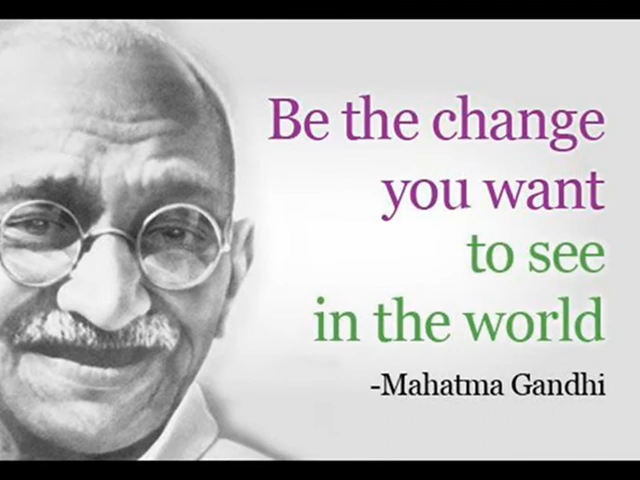 Be the change
you want
to see
in the world
-Mahatma Gandhi